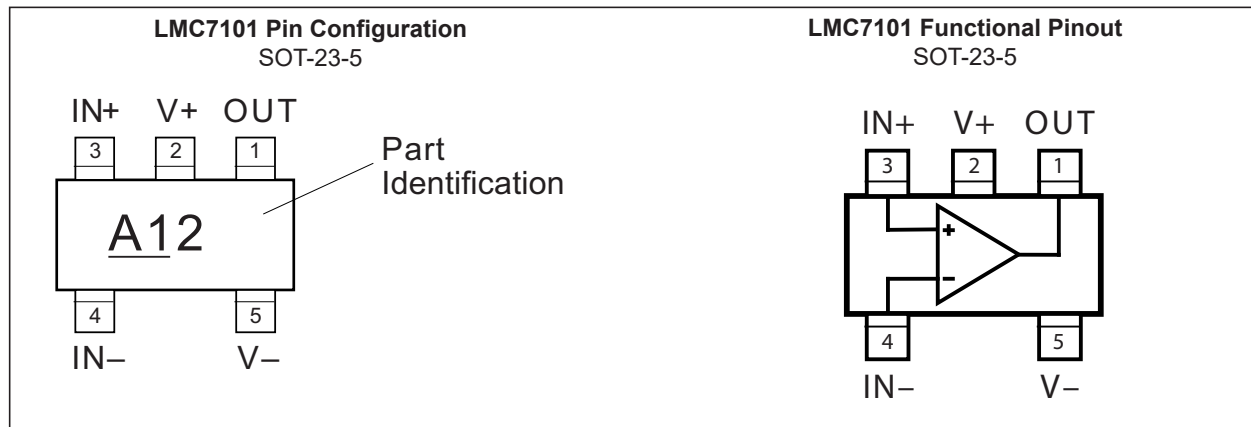 LMC7101 Pin Configuration
SOT-23-5
IN+ V+ OUT
3 2 1
Part
Identification
A12
4 5
IN– V–
LMC7101 Functional Pinout
SOT-23-5
IN+ V+ OUT
3 2 1
+
–
4 5
IN– V–